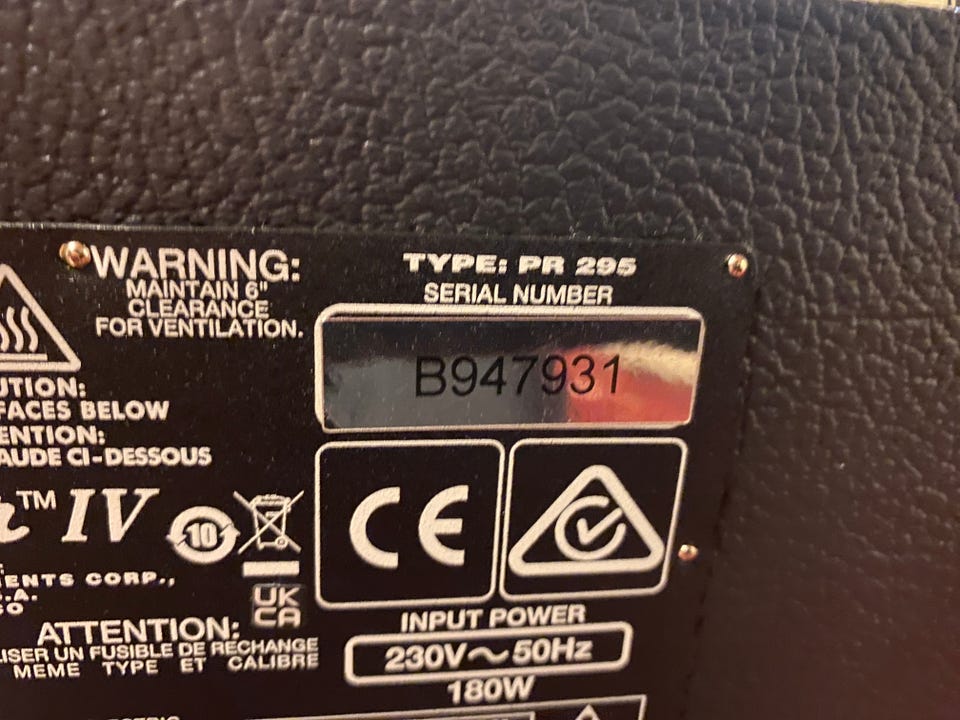 WARNING:
MAINTAIN 6"
CLEARANCE
FOR VENTILATION.
TYPE: PR 295
SERIAL NUMBER
B947931
UTION:
FACES BELOW
ENTION:
AUDE CI-DESSOUS
™ IV
10
CE
UK
CA
ENTS CORP.,
.A.
CO
ATTENTION:
LISER UN FUSIBLE DE RECHANGE
MEME TYPE ET CALIBRE
INPUT POWER
230V~50Hz
180W